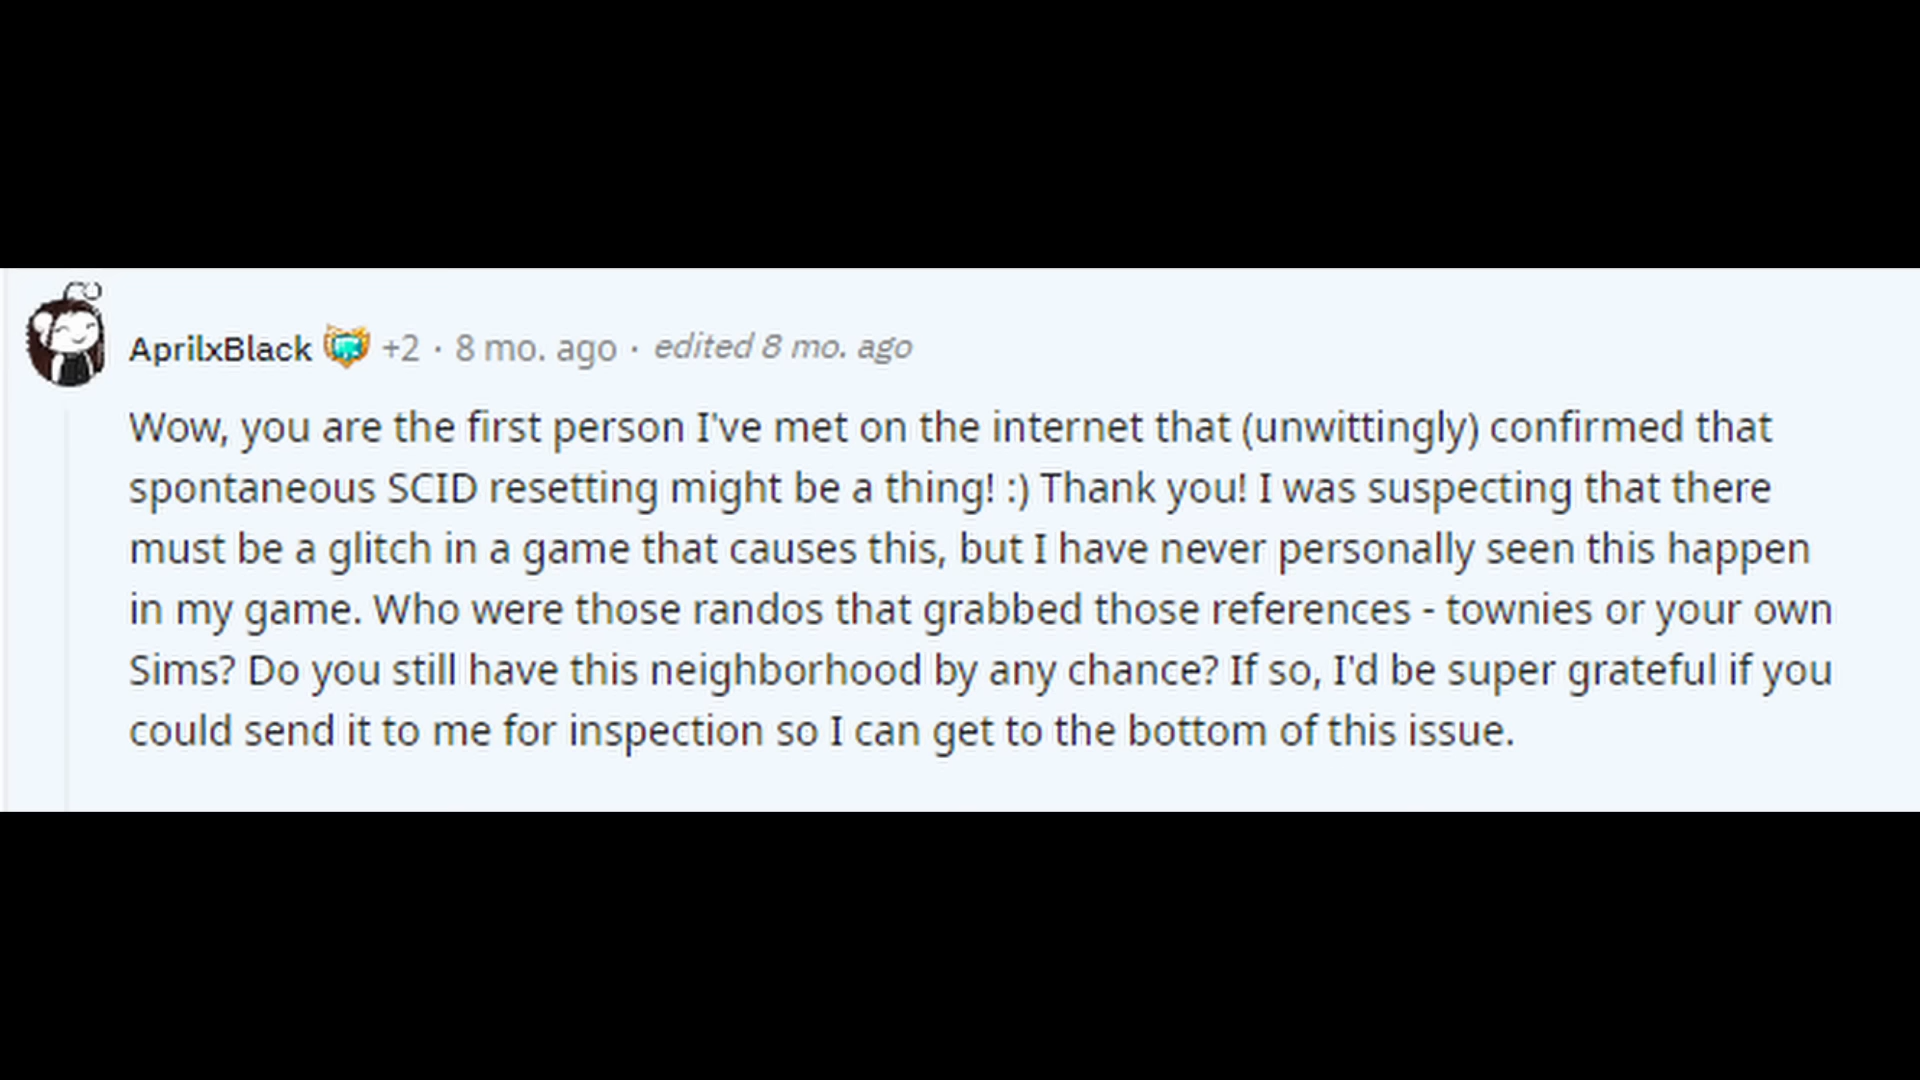 AprilxBlack +2 · 8 mo. ago · edited 8 mo. ago
Wow, you are the first person I've met on the internet that (unwittingly) confirmed that
spontaneous SCID resetting might be a thing! :) Thank you! I was suspecting that there
must be a glitch in a game that causes this, but I have never personally seen this happen
in my game. Who were those randos that grabbed those references - townies or your own
Sims? Do you still have this neighborhood by any chance? If so, I'd be super grateful if you
could send it to me for inspection so I can get to the bottom of this issue.